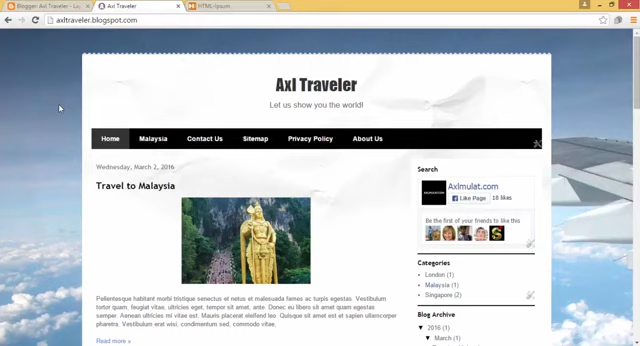 Blogger: Axl Traveler - La
Axl Traveler
HTML-Ipsum
axltraveler.blogspot.com
Axl Traveler
Let us show you the world!
Home
Malaysia
Contact Us
Sitemap
Privacy Policy
About Us
Wednesday, March 2, 2016
Travel to Malaysia
Pellentesque habitant morbi tristique senectus et netus et malesuada fames ac turpis egestas. Vestibulum
tortor quam, feugiat vitae, ultricies eget, tempor sit amet, ante. Donec eu libero sit amet quam egestas
semper. Aenean ultricies mi vitae est. Mauris placerat eleifend leo. Quisque sit amet est et sapien ullamcorper
pharetra. Vestibulum erat wisi, condimentum sed, commodo vitae,
Read more »
Search
Axlmulat.com
Like Page
18 likes
Be the first of your friends to like this
Categories
London (1)
Malaysia (1)
Singapore (2)
Blog Archive
▼ 2016 (1)
▼ March (1)